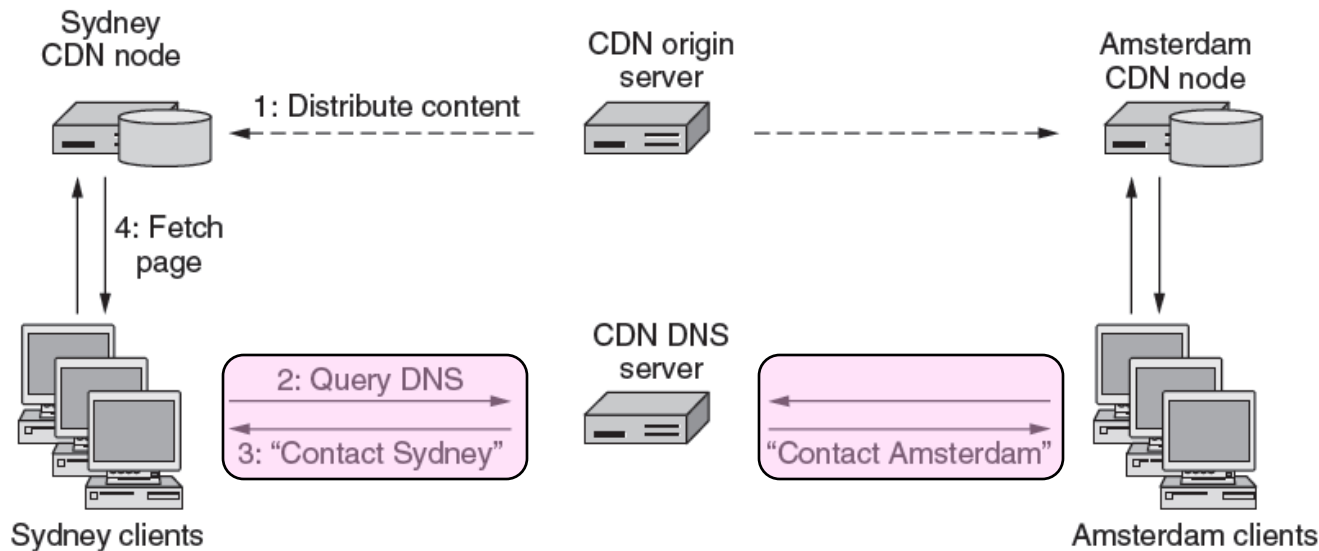 Sydney
CDN node
CDN origin
server
Amsterdam
CDN node
1: Distribute content
4: Fetch
page
CDN DNS
server
2: Query DNS
3: “Contact Sydney”
“Contact Amsterdam”
Sydney clients
Amsterdam clients